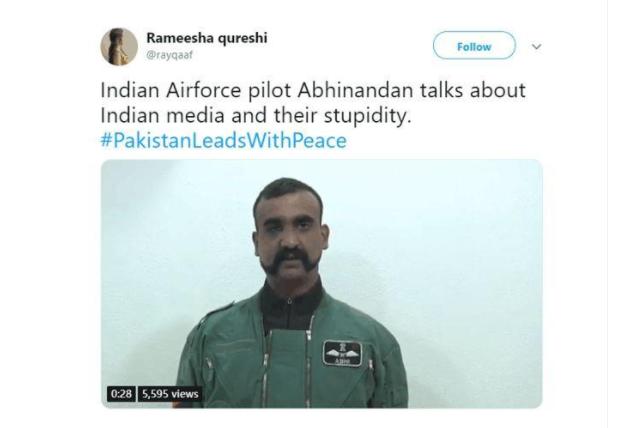 Rameesha qureshi
@rayqaaf
Follow
Indian Airforce pilot Abhinandan talks about
Indian media and their stupidity.
#PakistanLeadsWithPeace
ABHI
0:28 5,595 views